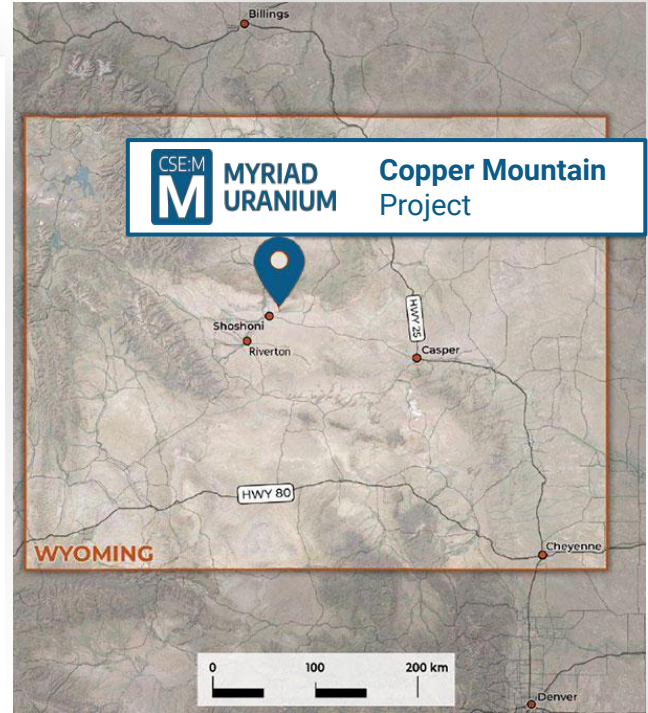 Billings
CSE:M
M
MYRIAD
URANIUM
Copper Mountain
Project
HWY 25
Shoshoni
Riverton
Casper
HWY 80
WYOMING
Cheyenne
0 100 200 km
Denver